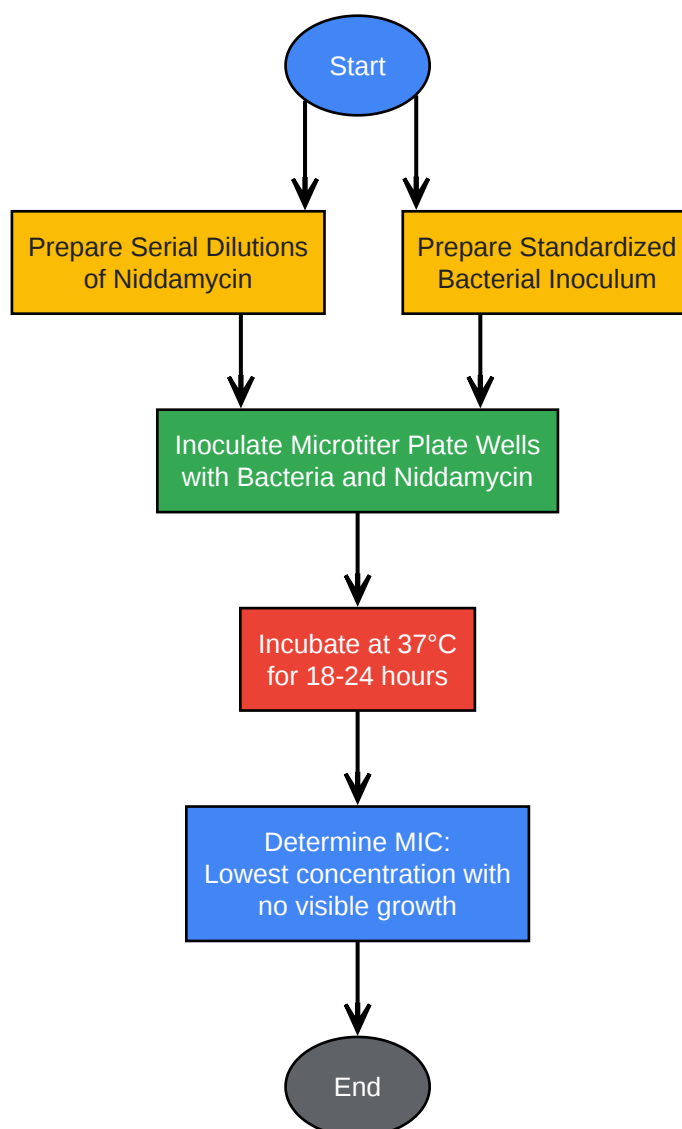 Start
Prepare Serial Dilutions
of Niddamycin
Prepare Standardized
Bacterial Inoculum
Inoculate Microtiter Plate Wells
with Bacteria and Niddamycin
Incubate at 37°C
for 18-24 hours
Determine MIC:
Lowest concentration with
no visible growth
End